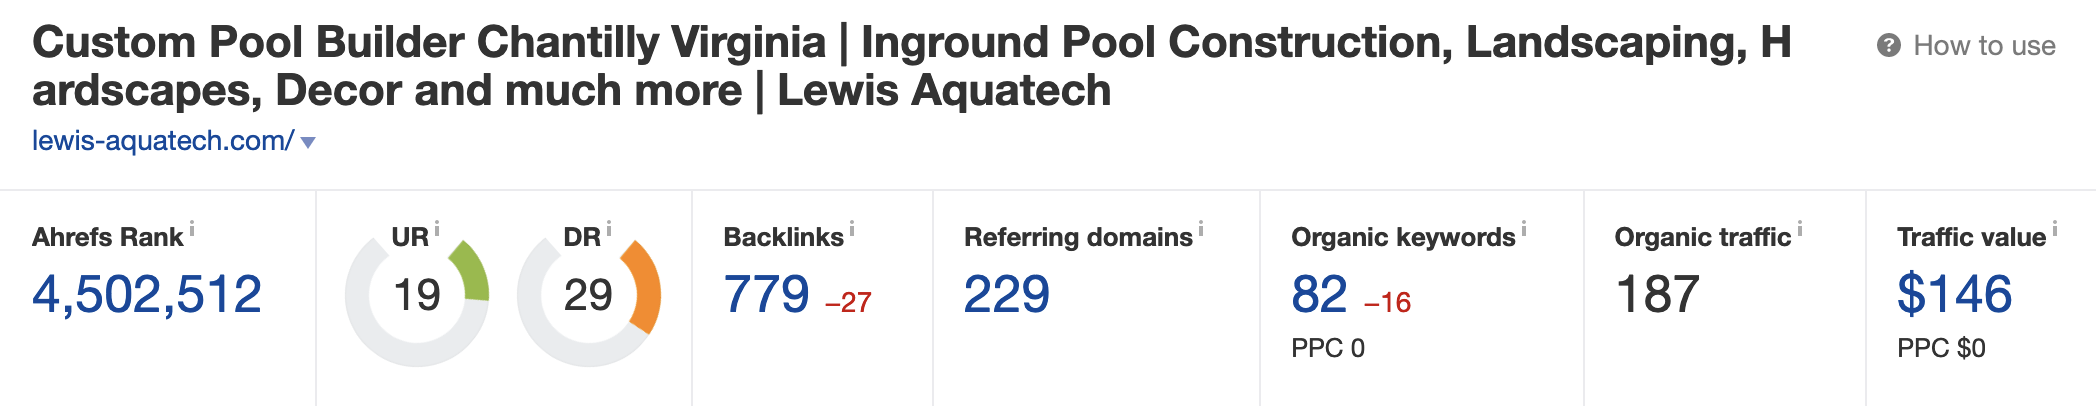 Custom Pool Builder Chantilly Virginia | Inground Pool Construction, Landscaping, H
ardscapes, Decor and much more | Lewis Aquatech
How to use
lewis-aquatech.com/
Ahrefs Rank
4,502,512
UR
19
DR
29
Backlinks
779 –27
Referring domains
229
Organic keywords
82 –16
PPC 0
Organic traffic
187
Traffic value
$146
PPC $0